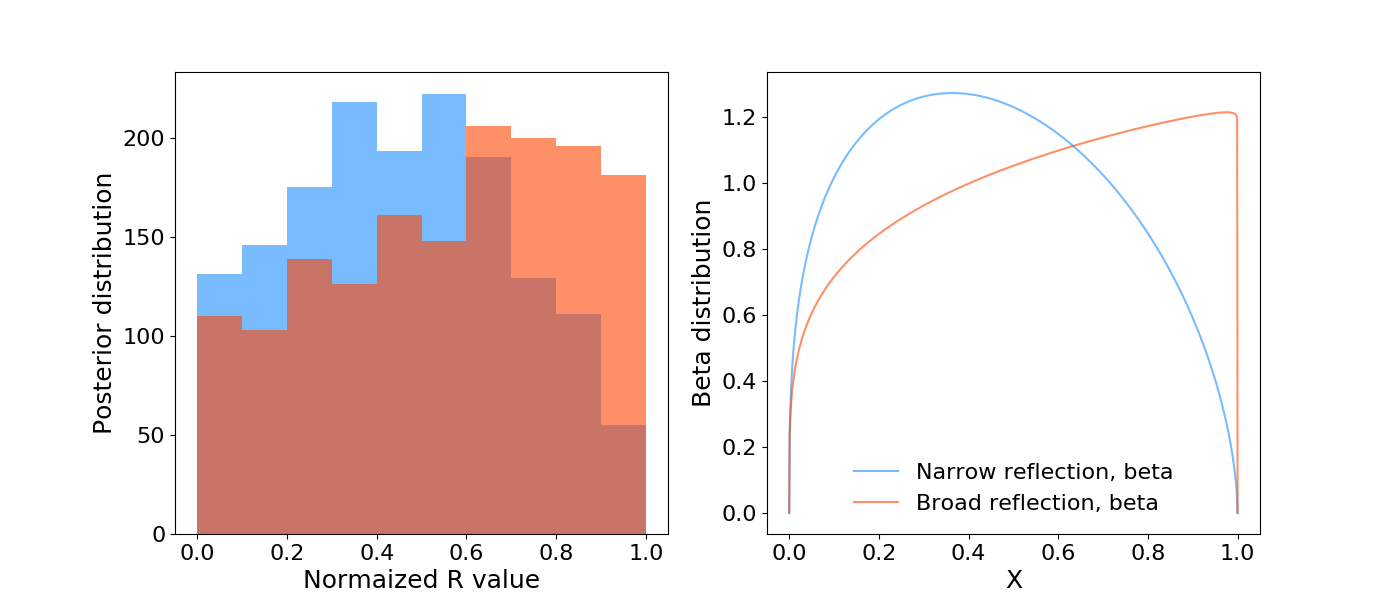 Posterior distribution
200
150
100
50
0
0.0 0.2 0.4 0.6 0.8 1.0
Normaized R value
Beta distribution
1.2
1.0
0.8
0.6
0.4
0.2
0.0
Narrow reflection, beta
Broad reflection, beta
0.0 0.2 0.4 0.6 0.8 1.0
X